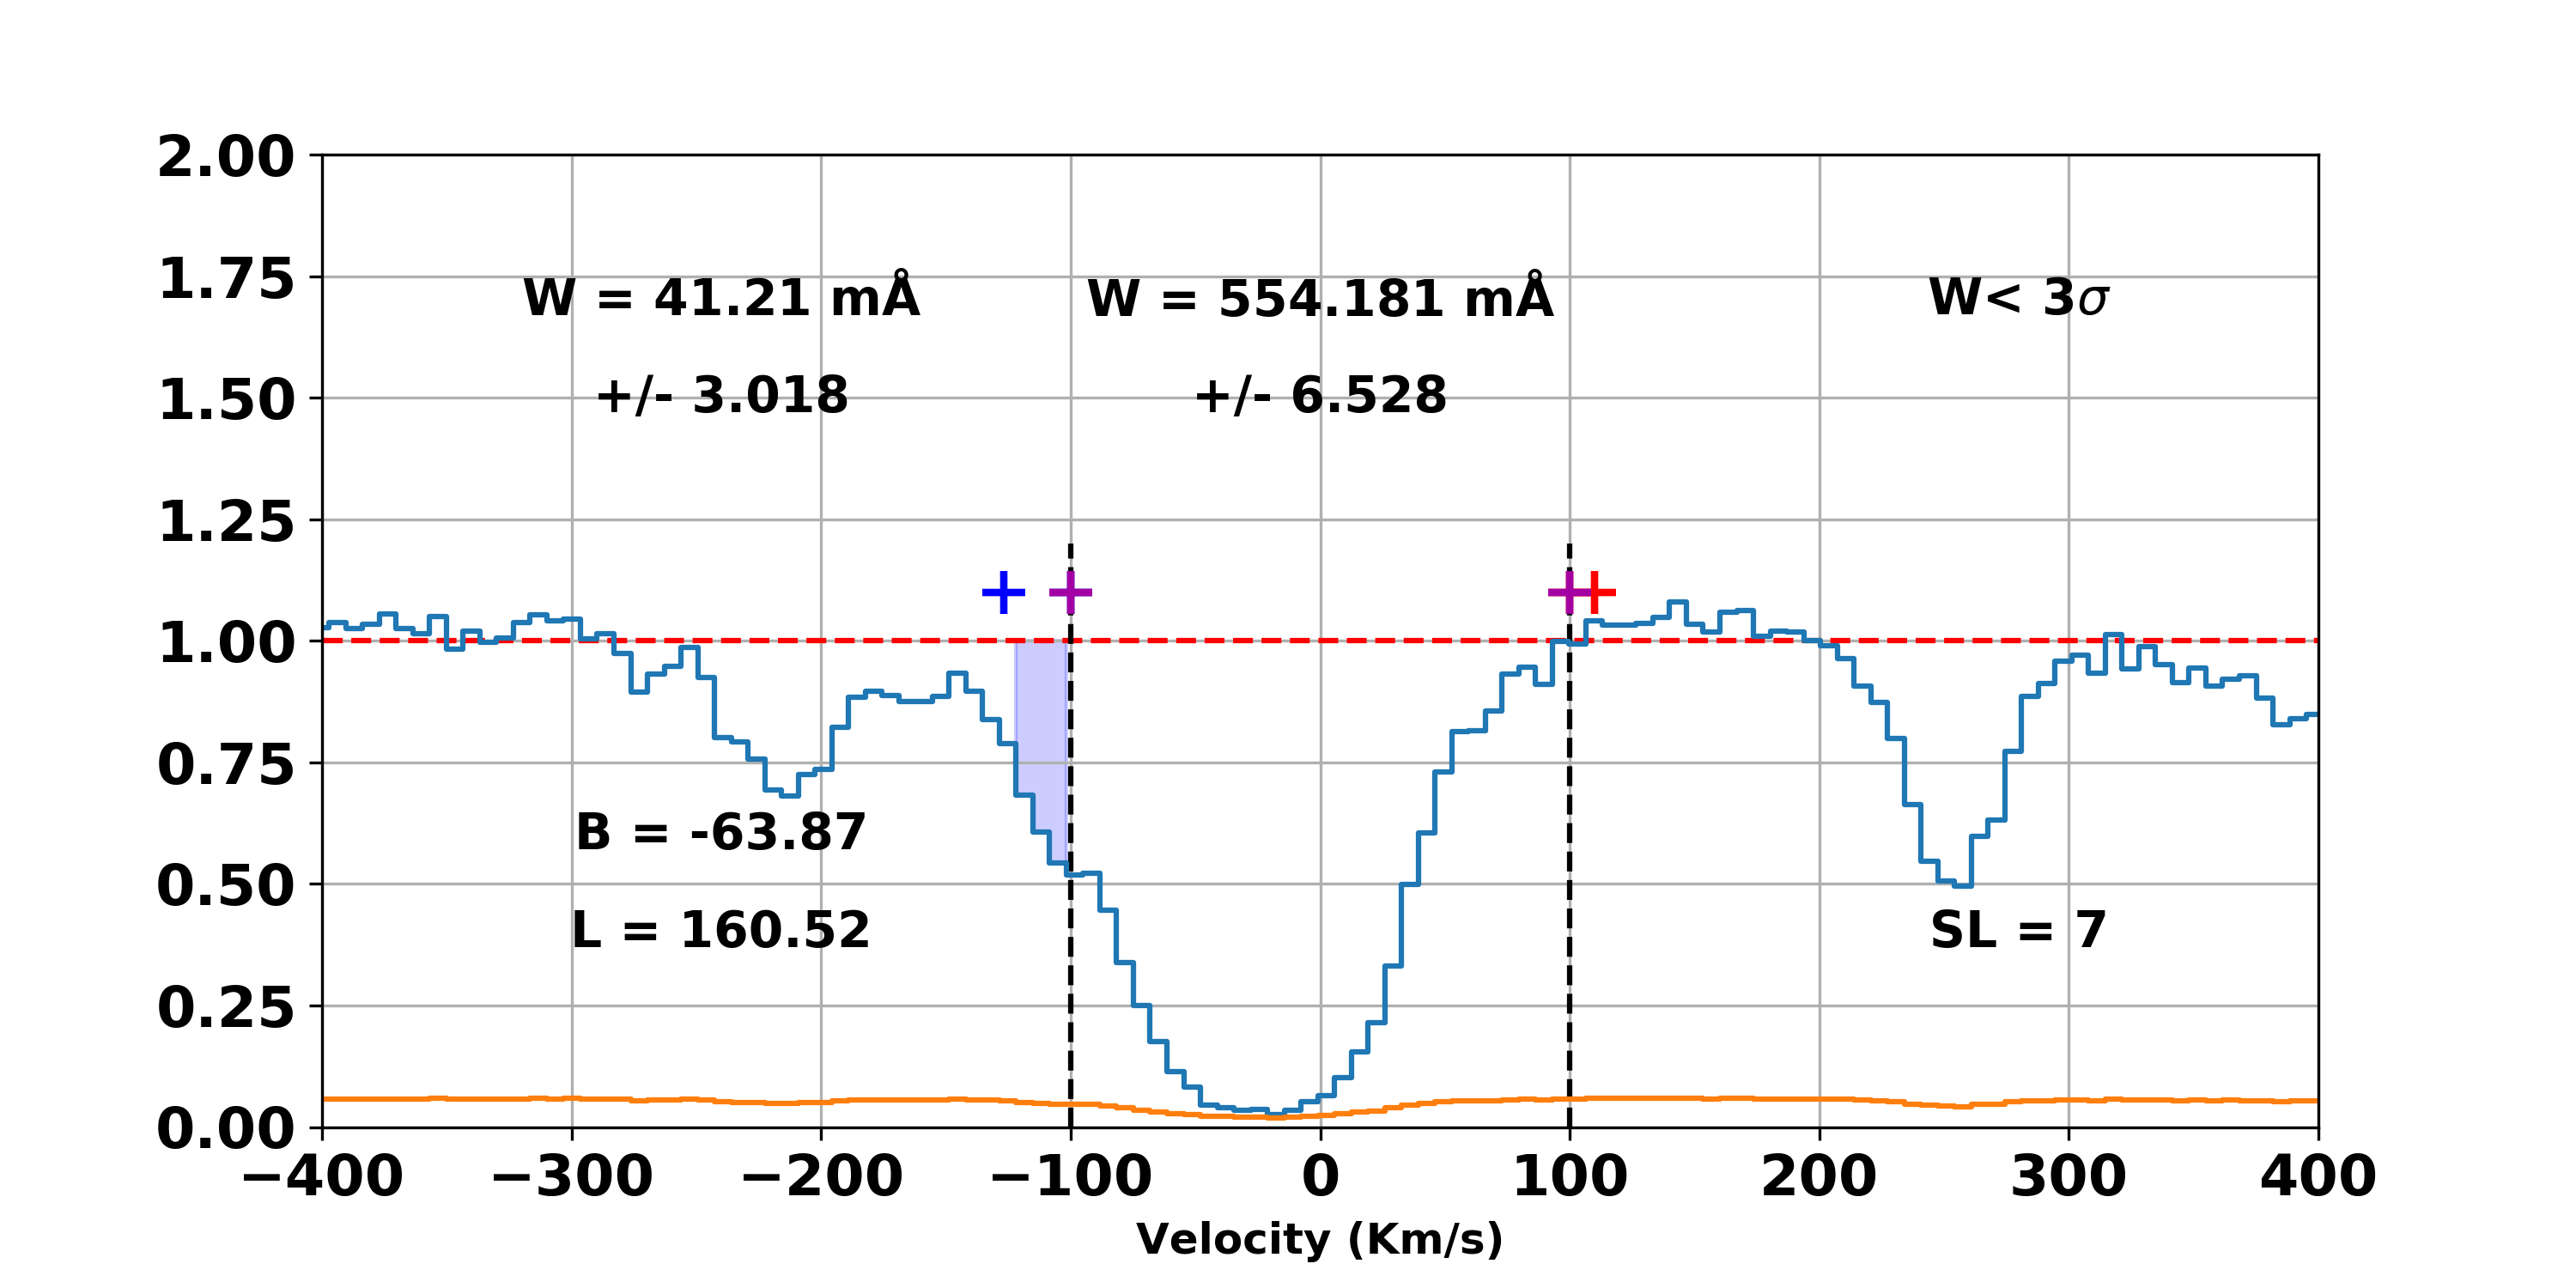 2.00
1.75
1.50
1.25
1.00
0.75
0.50
0.25
0.00
W = 41.21 mÅ
+/- 3.018
W = 554.181 mÅ
+/- 6.528
W< 3σ
B = -63.87
L = 160.52
SL = 7
−400 −300 −200 −100 0 100 200 300 400
Velocity (Km/s)